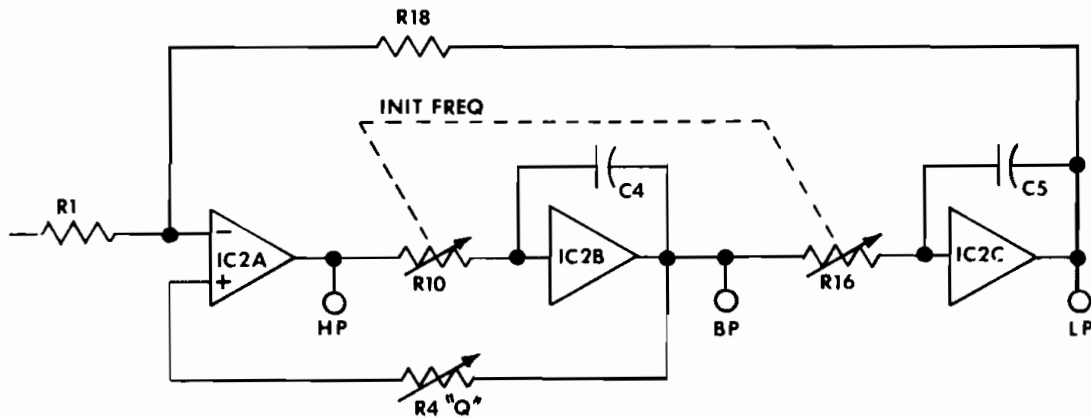 R18
INIT FREQ
C4
C5
R1
−
IC2A
+
R10
IC2B
R16
IC2C
HP
BP
LP
R4 "Q"